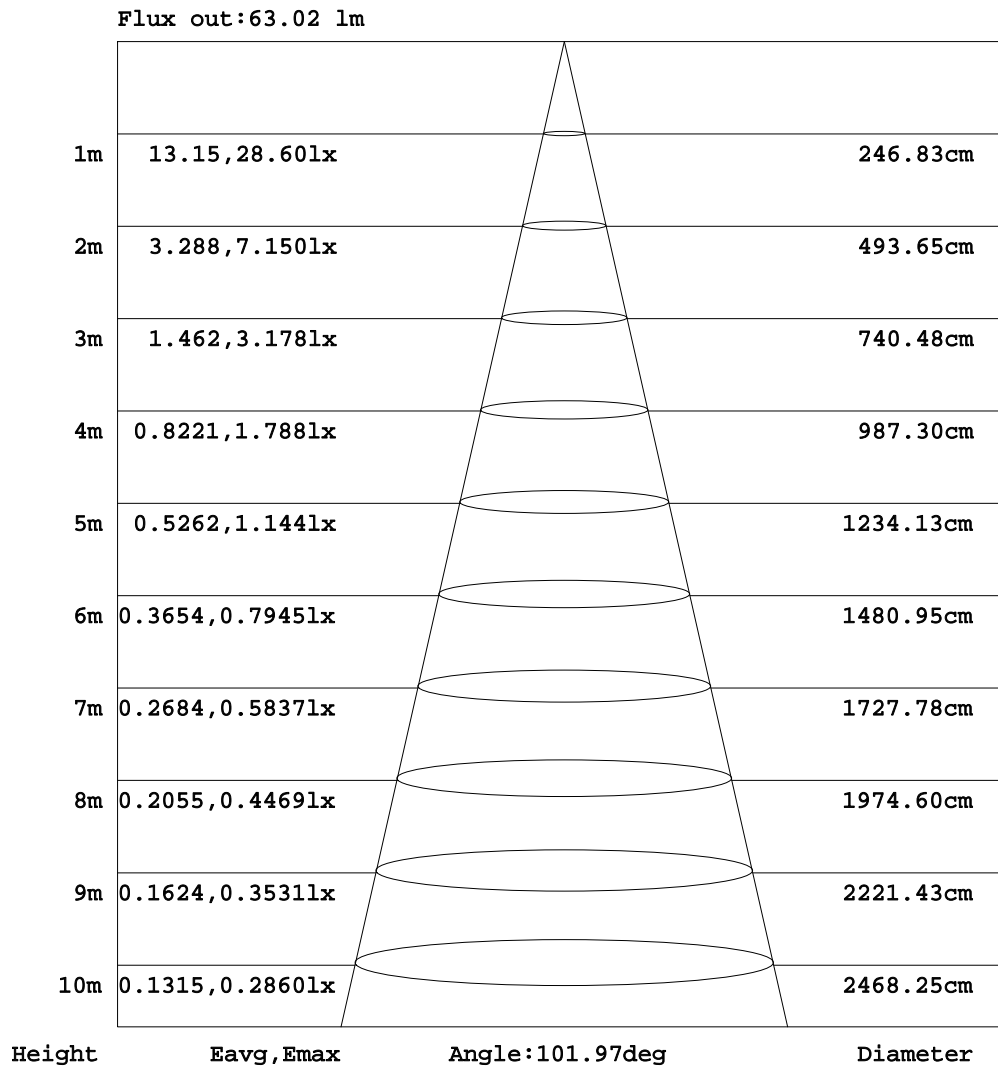 Flux out:63.02 lm
1m 13.15,28.60lx 246.83cm
2m 3.288,7.150lx 493.65cm
3m 1.462,3.178lx 740.48cm
4m 0.8221,1.788lx 987.30cm
5m 0.5262,1.144lx 1234.13cm
6m 0.3654,0.7945lx 1480.95cm
7m 0.2684,0.5837lx 1727.78cm
8m 0.2055,0.4469lx 1974.60cm
9m 0.1624,0.3531lx 2221.43cm
10m 0.1315,0.2860lx 2468.25cm
Height Eavg,Emax Angle:101.97deg Diameter